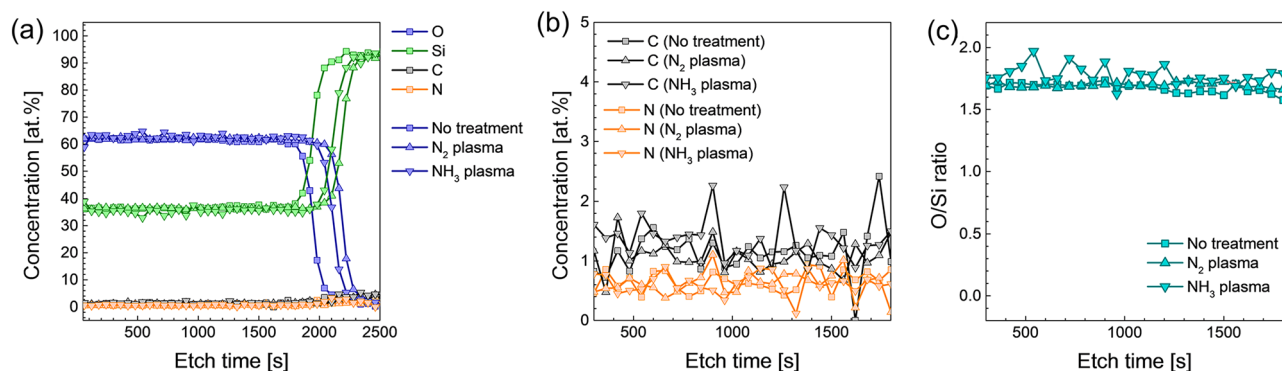 (a)
Concentration [at.%]
100
90
80
70
60
50
40
30
20
10
0
500
1000
1500
2000
2500
Etch time [s]
O
Si
C
N
No treatment
N2 plasma
NH3 plasma
(b)
Concentration [at.%]
5
4
3
2
1
0
500
1000
1500
Etch time [s]
C (No treatment)
C (N2 plasma)
C (NH3 plasma)
N (No treatment)
N (N2 plasma)
N (NH3 plasma)
(c)
O/Si ratio
2.0
1.5
1.0
0.5
0.0
500
1000
1500
Etch time [s]
No treatment
N2 plasma
NH3 plasma